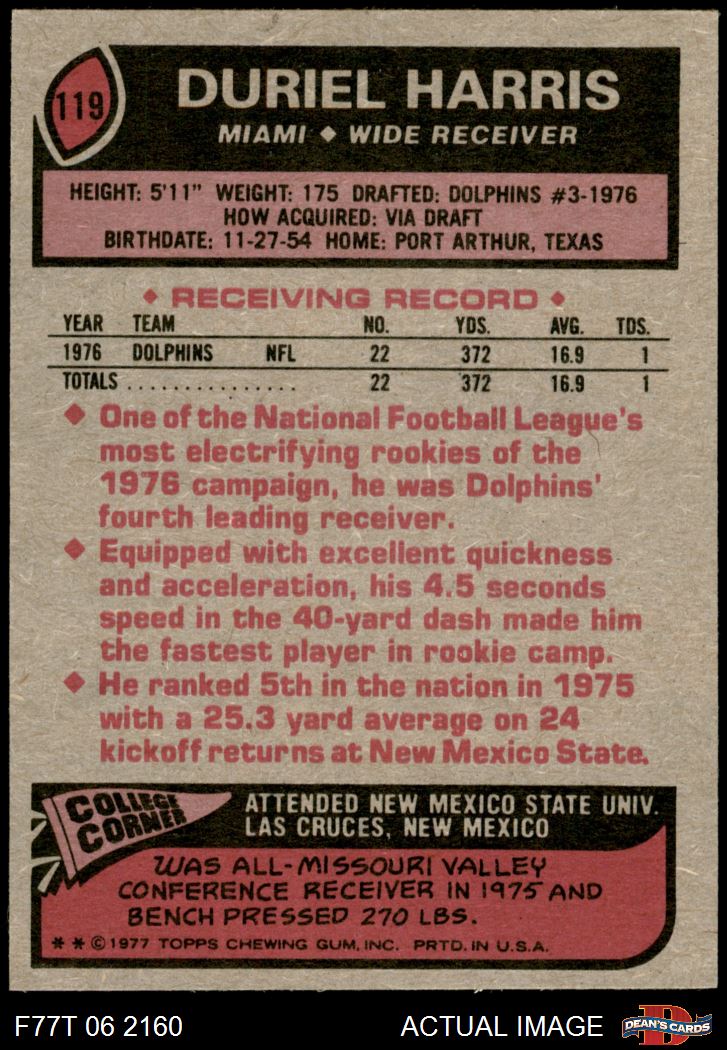 119
DURIEL HARRIS
MIAMI ◆ WIDE RECEIVER
HEIGHT: 5'11" WEIGHT: 175 DRAFTED: DOLPHINS #3-1976
HOW ACQUIRED: VIA DRAFT
BIRTHDATE: 11-27-54 HOME: PORT ARTHUR, TEXAS
◆ RECEIVING RECORD ◆
YEAR TEAM NO. YDS. AVG. TDS.
1976 DOLPHINS NFL 22 372 16.9 1
TOTALS . . . . . . . . . . . . . . . 22 372 16.9 1
◆ One of the National Football League's
most electrifying rookies of the
1976 campaign, he was Dolphins'
fourth leading receiver.
◆ Equipped with excellent quickness
and acceleration, his 4.5 seconds
speed in the 40-yard dash made him
the fastest player in rookie camp.
◆ He ranked 5th in the nation in 1975
with a 25.3 yard average on 24
kickoff returns at New Mexico State.
COLLEGE
CORNER
ATTENDED NEW MEXICO STATE UNIV.
LAS CRUCES, NEW MEXICO
WAS ALL-MISSOURI VALLEY
CONFERENCE RECEIVER IN 1975 AND
BENCH PRESSED 270 LBS.
* * © 1977 TOPPS CHEWING GUM, INC. PRTD. IN U.S.A.
F77T 06 2160
ACTUAL IMAGE
D
DEAN'S CARDS